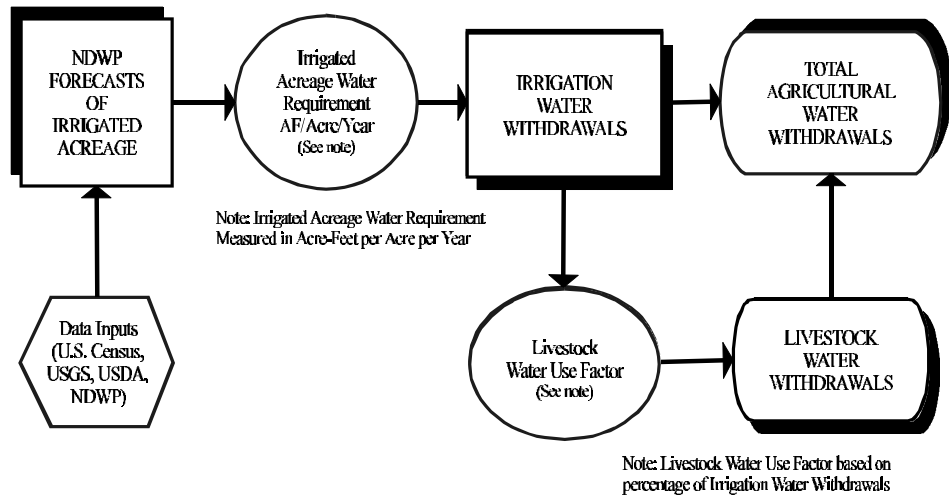 NDWP
FORECASTS
OF
IRRIGATED
ACREAGE
Irrigated
Acreage Water
Requirement
AF/Acre/Year
(See note)
IRRIGATION
WATER
WITHDRAWALS
TOTAL
AGRICULTURAL
WATER
WITHDRAWALS
Note: Irrigated Acreage Water Requirement
Measured in Acre-Feet per Acre per Year
Data Inputs
(U.S. Census,
USGS, USDA,
NDWP)
Livestock
Water Use Factor
(See note)
LIVESTOCK
WATER
WITHDRAWALS
Note: Livestock Water Use Factor based on
percentage of Irrigation Water Withdrawals